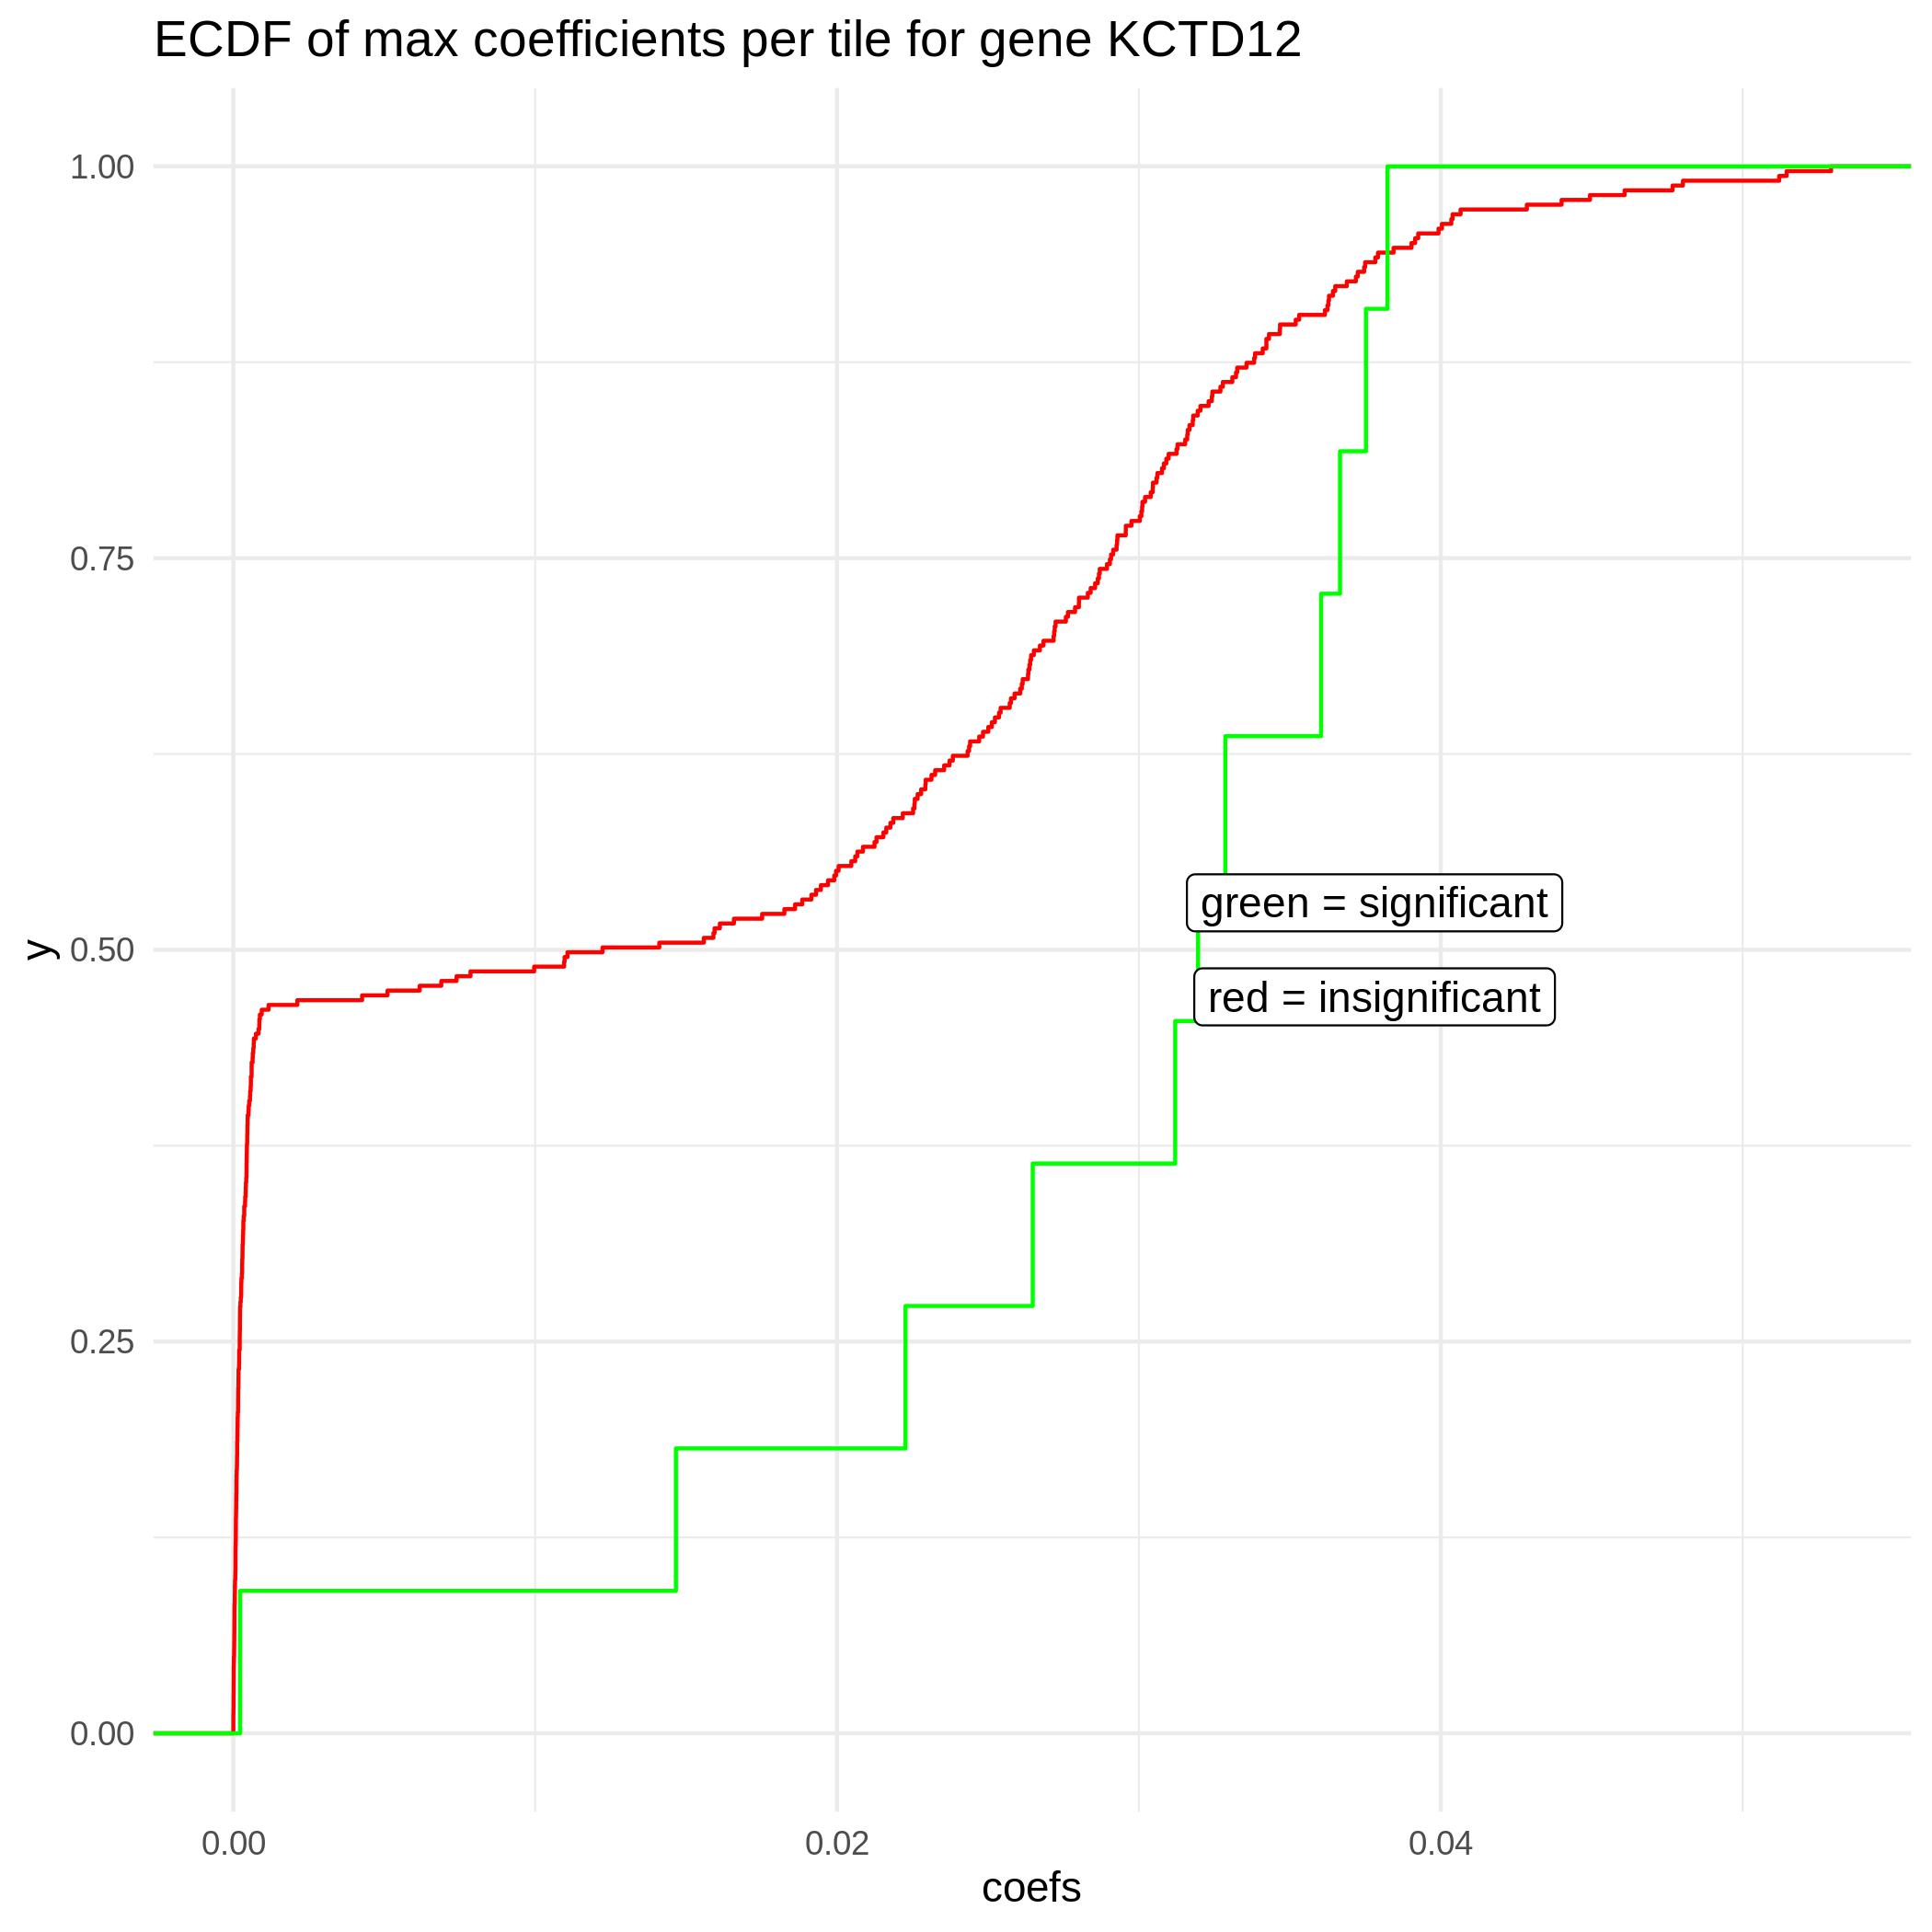 ECDF of max coefficients per tile for gene KCTD12
1.00
0.75
0.50
0.25
0.00
y
green = significant
red = insignificant
0.00
0.02
0.04
coefs